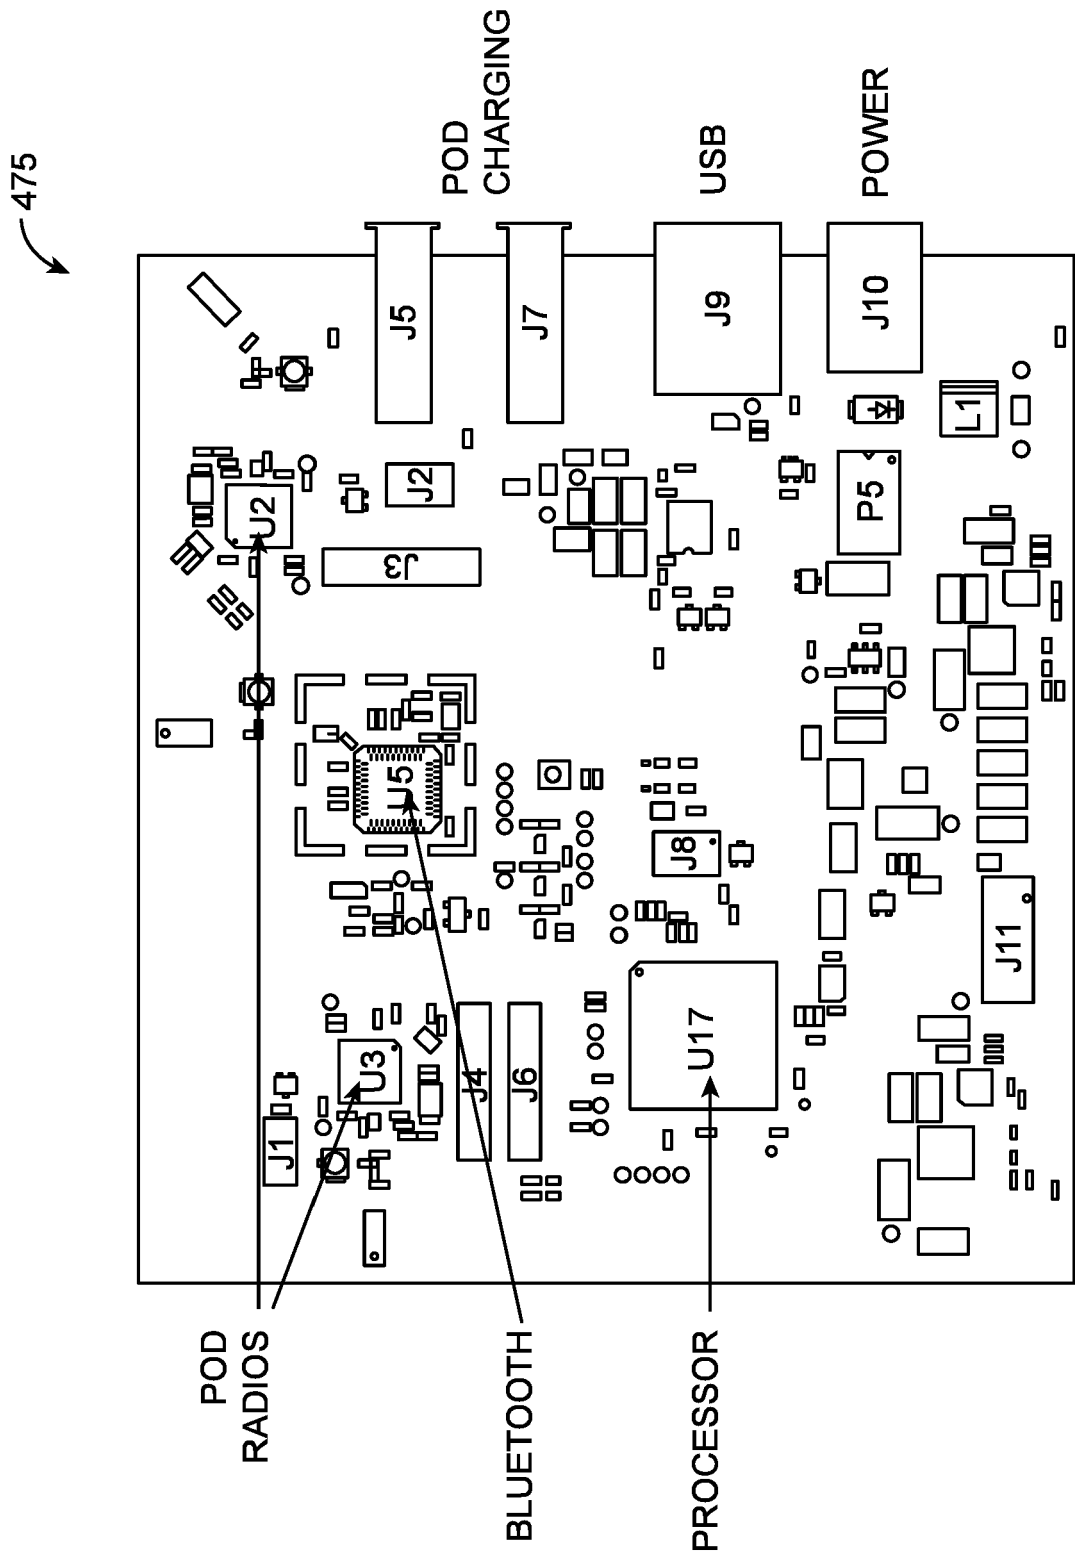 475
POD
CHARGING
USB
POWER
J5
J7
J9
J10
L1
U2
J2
J3
P5
U5
J8
J11
U3
J1
J4
J6
U17
POD
RADIOS
BLUETOOTH
PROCESSOR